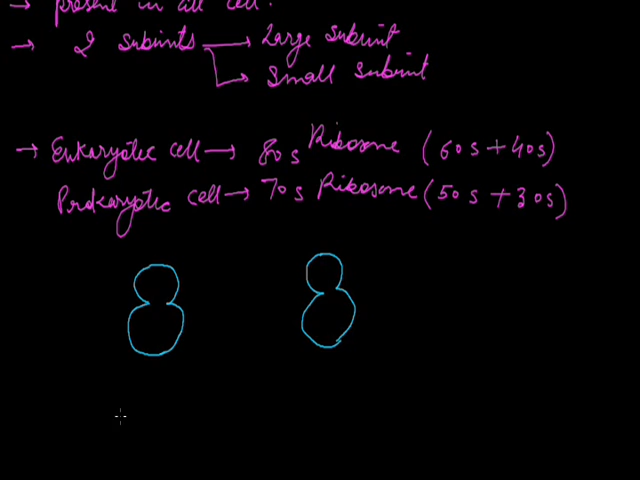 → present in all cell.
→ 2 subunits → Large subunit
→ Small subunit
→ Eukaryotic cell → 80s Ribosome (60s + 40s)
Prokaryotic cell → 70s Ribosome (50s + 30s)